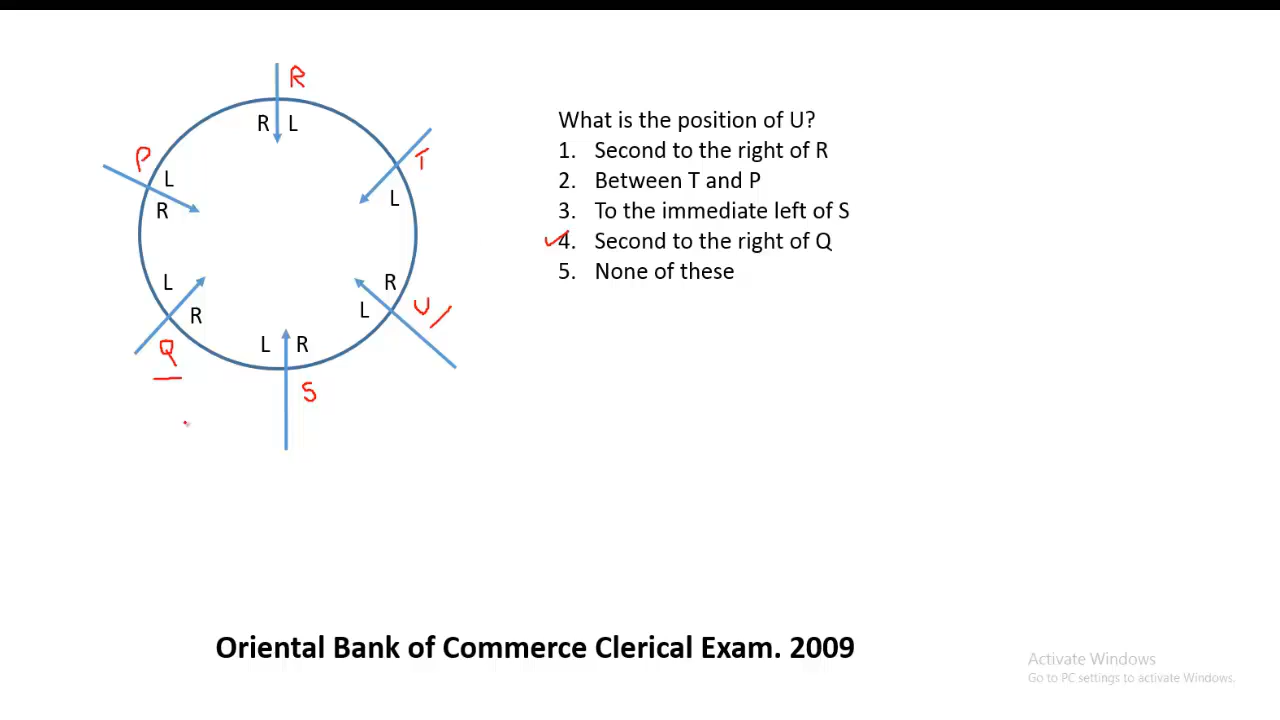 R
R L
P
T
L
R
L
L
R
U
R
L
Q
L R
S
What is the position of U?
1. Second to the right of R
2. Between T and P
3. To the immediate left of S
4. Second to the right of Q
5. None of these
Oriental Bank of Commerce Clerical Exam. 2009
Activate Windows
Go to PC settings to activate Windows.